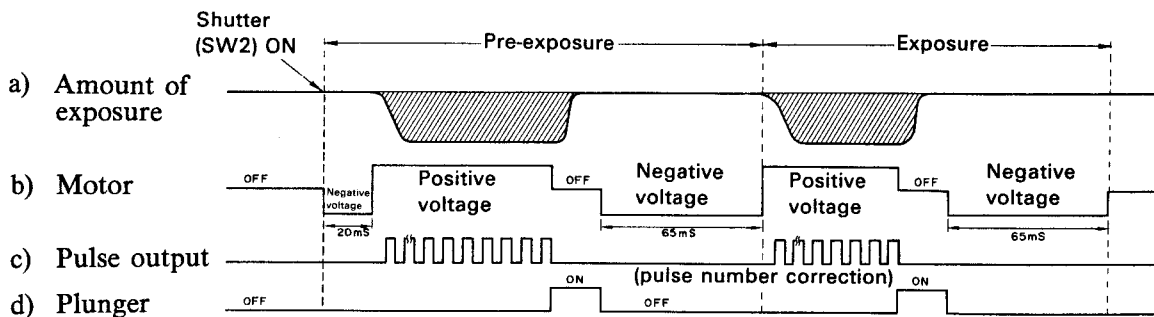 Shutter
(SW2) ON
Pre-exposure
Exposure
a) Amount of
exposure
b) Motor
OFF
Negative
voltage
20mS
Positive
voltage
OFF
Negative
voltage
65mS
Positive
voltage
OFF
Negative
voltage
65mS
c) Pulse output
(pulse number correction)
d) Plunger
OFF
ON
OFF
ON